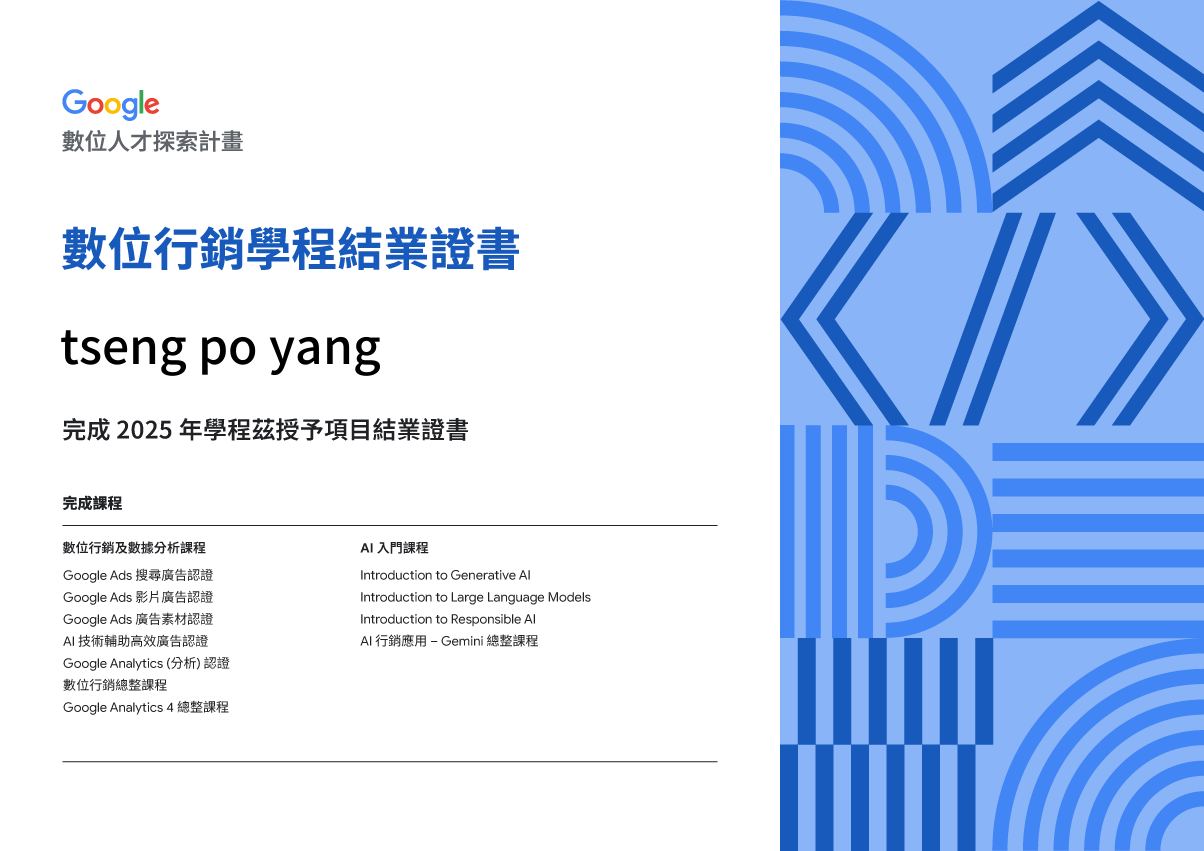 Google
數位人才探索計畫
數位行銷學程結業證書
tseng po yang
完成 2025 年學程茲授予項目結業證書
完成課程
數位行銷及數據分析課程
Google Ads 搜尋廣告認證
Google Ads 影片廣告認證
Google Ads 廣告素材認證
AI 技術輔助高效廣告認證
Google Analytics (分析) 認證
數位行銷總整課程
Google Analytics 4 總整課程
AI 入門課程
Introduction to Generative AI
Introduction to Large Language Models
Introduction to Responsible AI
AI 行銷應用 – Gemini 總整課程